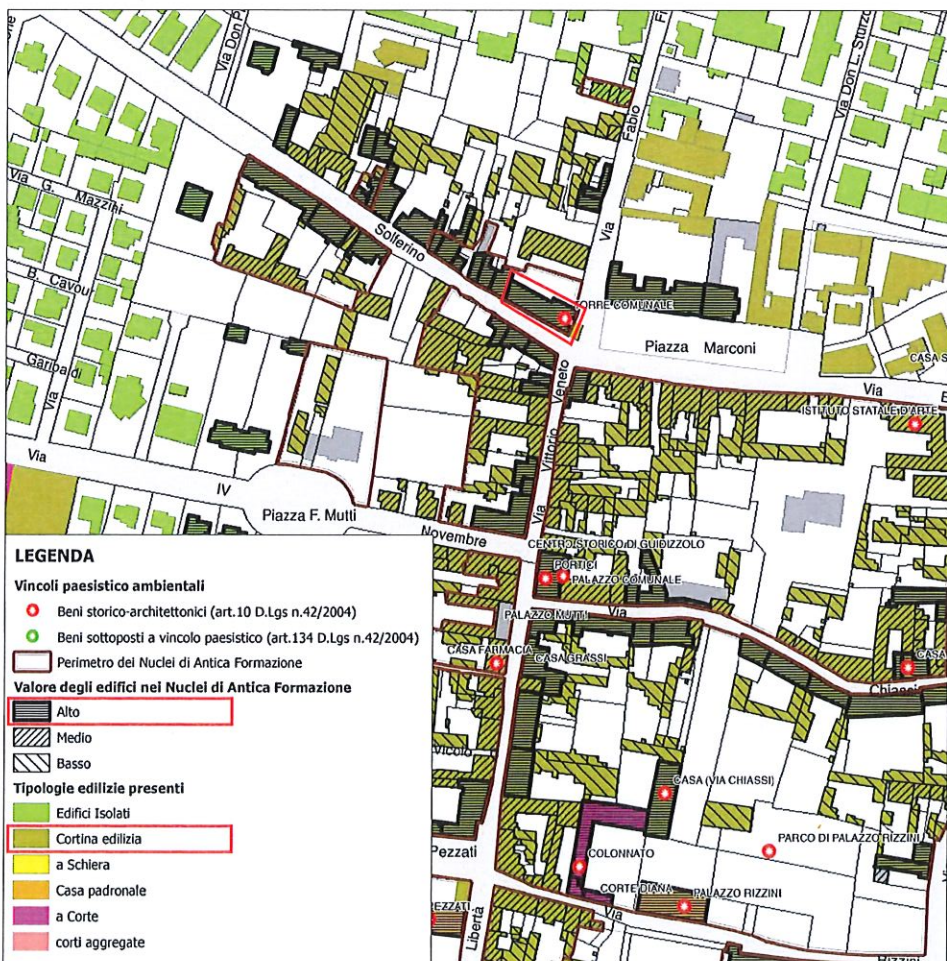 Via Don P
Via Don L. Sturzo
Fabio
Via
Via G. Mazzini
Solferino
B. Cavou
TORRE COMUNALE
Piazza Marconi
CASA S
Garibaldi
Via
Veneto
Via
ISTITUTO STATALE D'ARTE
Via
IV
Vittorio
Piazza F. Mutti
Novembre
Via
CENTRO STORICO DI GUIDIZZOLO
PORTICI
PALAZZO COMUNALE
PALAZZO MUTTI
Via
CASA FARMACIA
CASA GRASSI
CASA
Chiassi
Vicolo
CASA (VIA CHIASSI)
PARCO DI PALAZZO RIZZINI
Pezzati
COLONNATO
CORTE DIANA
PALAZZO RIZZINI
EZZATI
Via
Libertà
Rizzini
LEGENDA
Vincoli paesistico ambientali
Beni storico-architettonici (art.10 D.Lgs n.42/2004)
Beni sottoposti a vincolo paesistico (art.134 D.Lgs n.42/2004)
Perimetro dei Nuclei di Antica Formazione
Valore degli edifici nei Nuclei di Antica Formazione
Alto
Medio
Basso
Tipologie edilizie presenti
Edifici Isolati
Cortina edilizia
a Schiera
Casa padronale
a Corte
corti aggregate